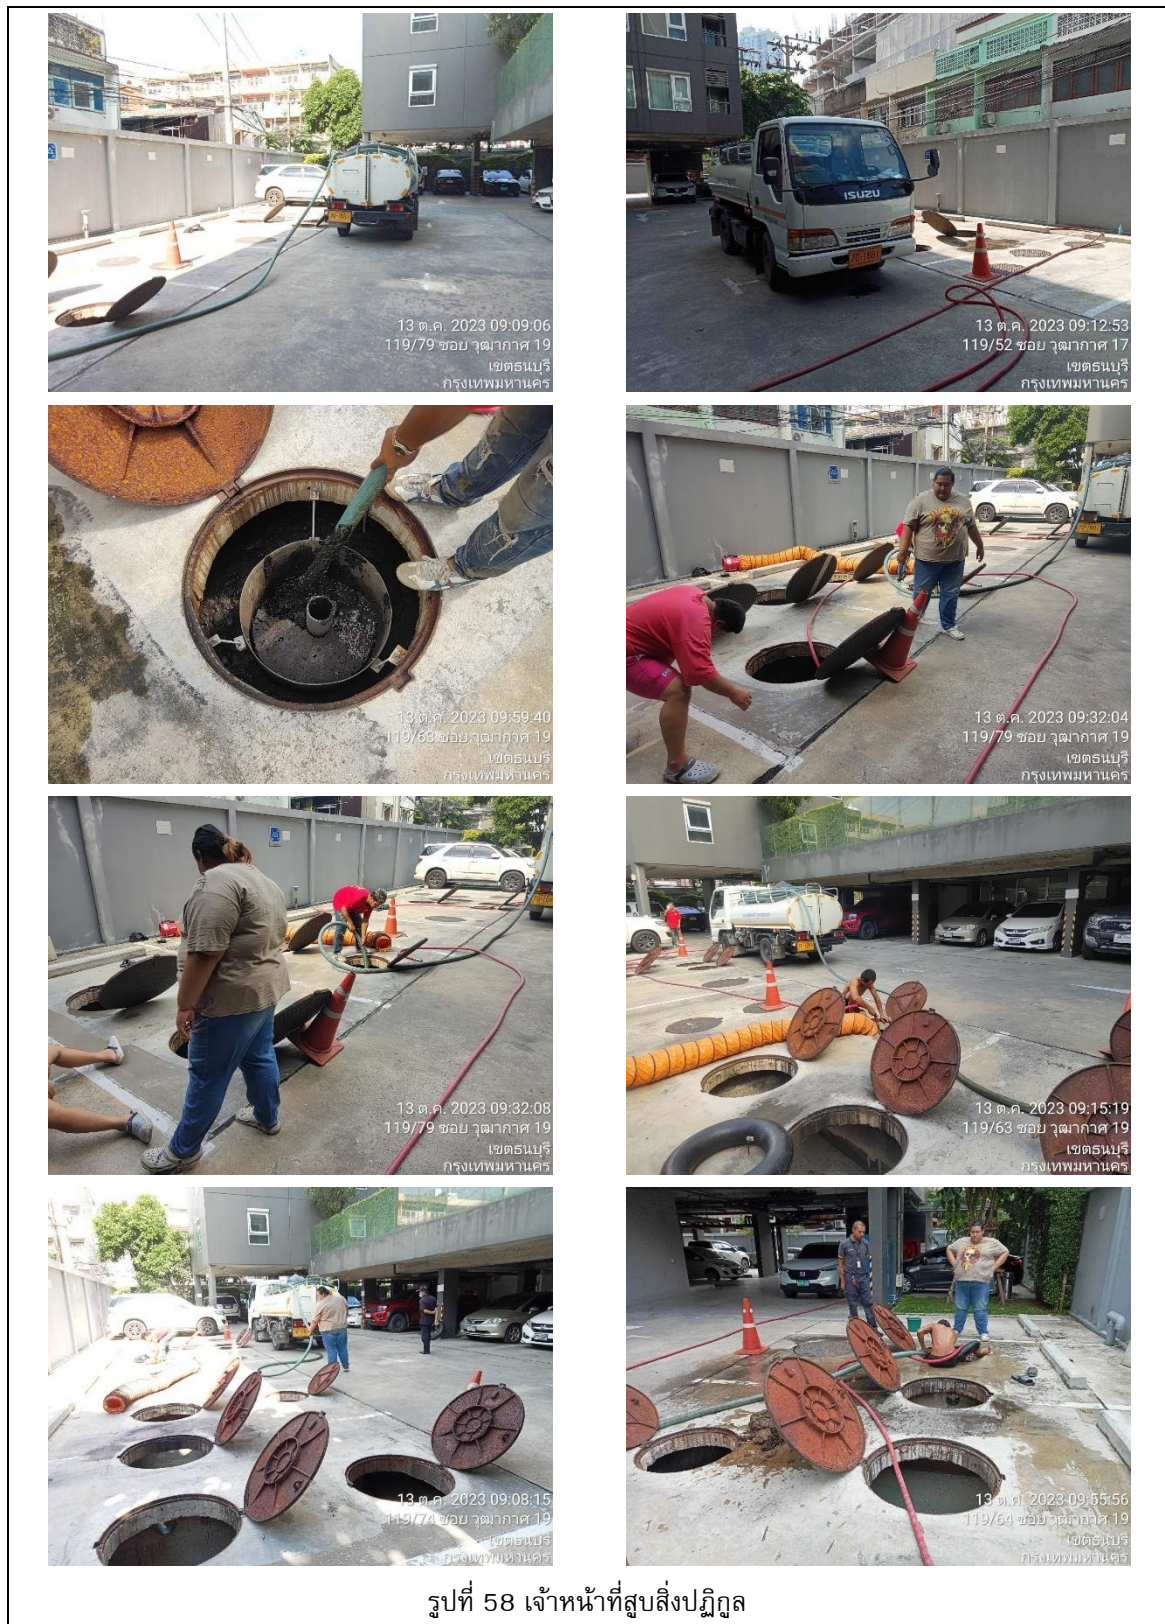 13 ต.ค. 2023 09:09:06
119/79 ซอย วุฒากาศ 19
เขตธนบุรี
กรุงเทพมหานคร
ISUZU
13 ต.ค. 2023 09:12:53
119/52 ซอย วุฒากาศ 17
เขตธนบุรี
กรุงเทพมหานคร
13 ต.ค. 2023 09:59:40
119/63 ซอย วุฒากาศ 19
เขตธนบุรี
กรุงเทพมหานคร
13 ต.ค. 2023 09:32:04
119/79 ซอย วุฒากาศ 19
เขตธนบุรี
กรุงเทพมหานคร
13 ต.ค. 2023 09:32:08
119/79 ซอย วุฒากาศ 19
เขตธนบุรี
กรุงเทพมหานคร
13 ต.ค. 2023 09:15:19
119/63 ซอย วุฒากาศ 19
เขตธนบุรี
กรุงเทพมหานคร
13 ต.ค. 2023 09:08:15
119/74 ซอย วุฒากาศ 19
เขตธนบุรี
กรุงเทพมหานคร
13 ต.ค. 2023 09:55:56
119/64 ซอย วุฒากาศ 19
เขตธนบุรี
กรุงเทพมหานคร
รูปที่ 58 เจ้าหน้าที่สูบสิ่งปฏิกูล